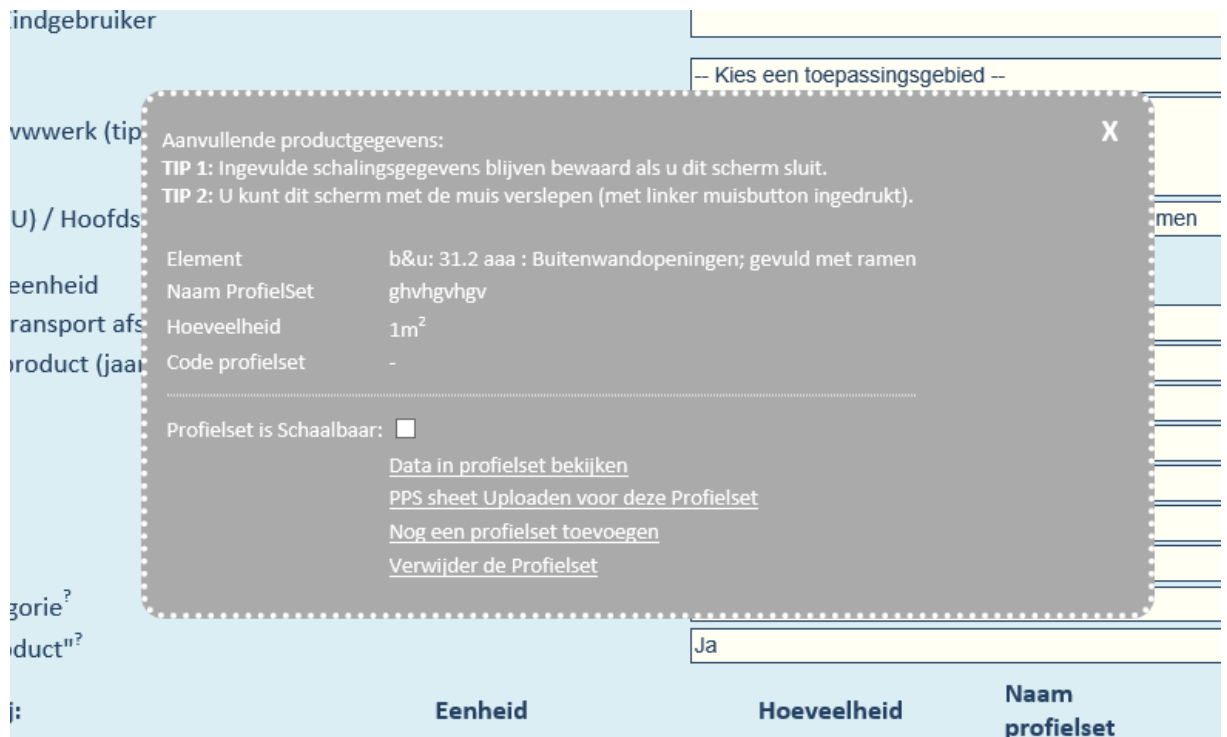 indgebruiker
-- Kies een toepassingsgebied --
vwwerk (tip
X
Aanvullende productgegevens:
TIP 1: Ingevulde schalingsgegevens blijven bewaard als u dit scherm sluit.
TIP 2: U kunt dit scherm met de muis verslepen (met linker muisbutton ingedrukt).
U) / Hoofds
men
Element b&u: 31.2 aaa : Buitenwandopeningen; gevuld met ramen
eenheid
Naam ProfielSet ghvhgvhgv
ransport afs
Hoeveelheid 1m²
product (jaar
Code profielset -
Profielset is Schaalbaar:
Data in profielset bekijken
PPS sheet Uploaden voor deze Profielset
Nog een profielset toevoegen
Verwijder de Profielset
gorie?
duct"?
Ja
j: Eenheid Hoeveelheid Naam
profielset